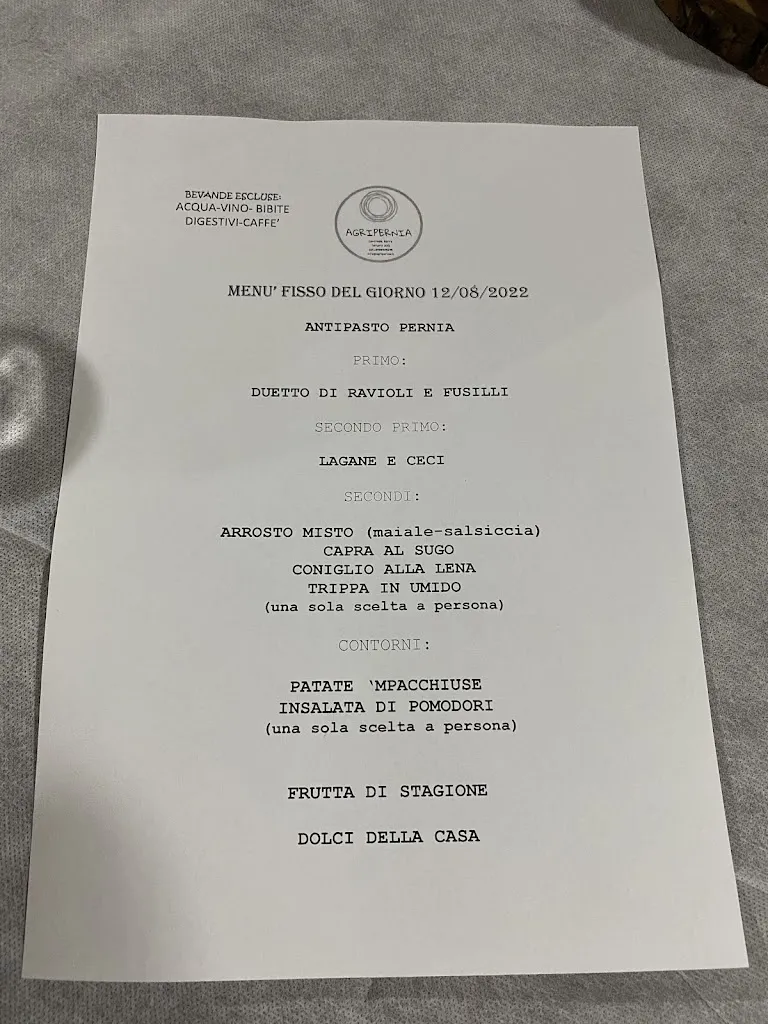 BEVANDE ESCLUSE:
ACQUA-VINO- BIBITE
DIGESTIVI-CAFFE'
AGRIPERNIA
MENU' FISSO DEL GIORNO 12/08/2022
ANTIPASTO PERNIA
PRIMO:
DUETTO DI RAVIOLI E FUSILLI
SECONDO PRIMO:
LAGANE E CECI
SECONDI:
ARROSTO MISTO (maiale-salsiccia)
CAPRA AL SUGO
CONIGLIO ALLA LENA
TRIPPA IN UMIDO
(una sola scelta a persona)
CONTORNI:
PATATE 'MPACCHIUSE
INSALATA DI POMODORI
(una sola scelta a persona)
FRUTTA DI STAGIONE
DOLCI DELLA CASA